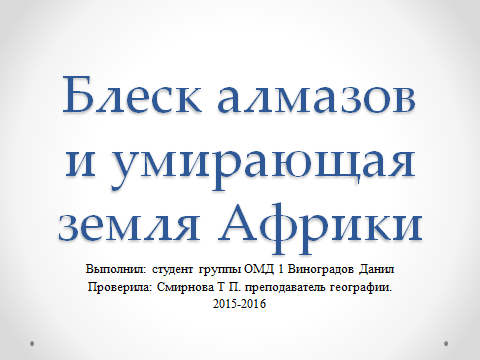 Блеск алмазов
и умирающая
земля Африки
Выполнил: студент группы ОМД 1 Виноградов Данил
Проверила: Смирнова Т П. преподаватель географии.
2015-2016